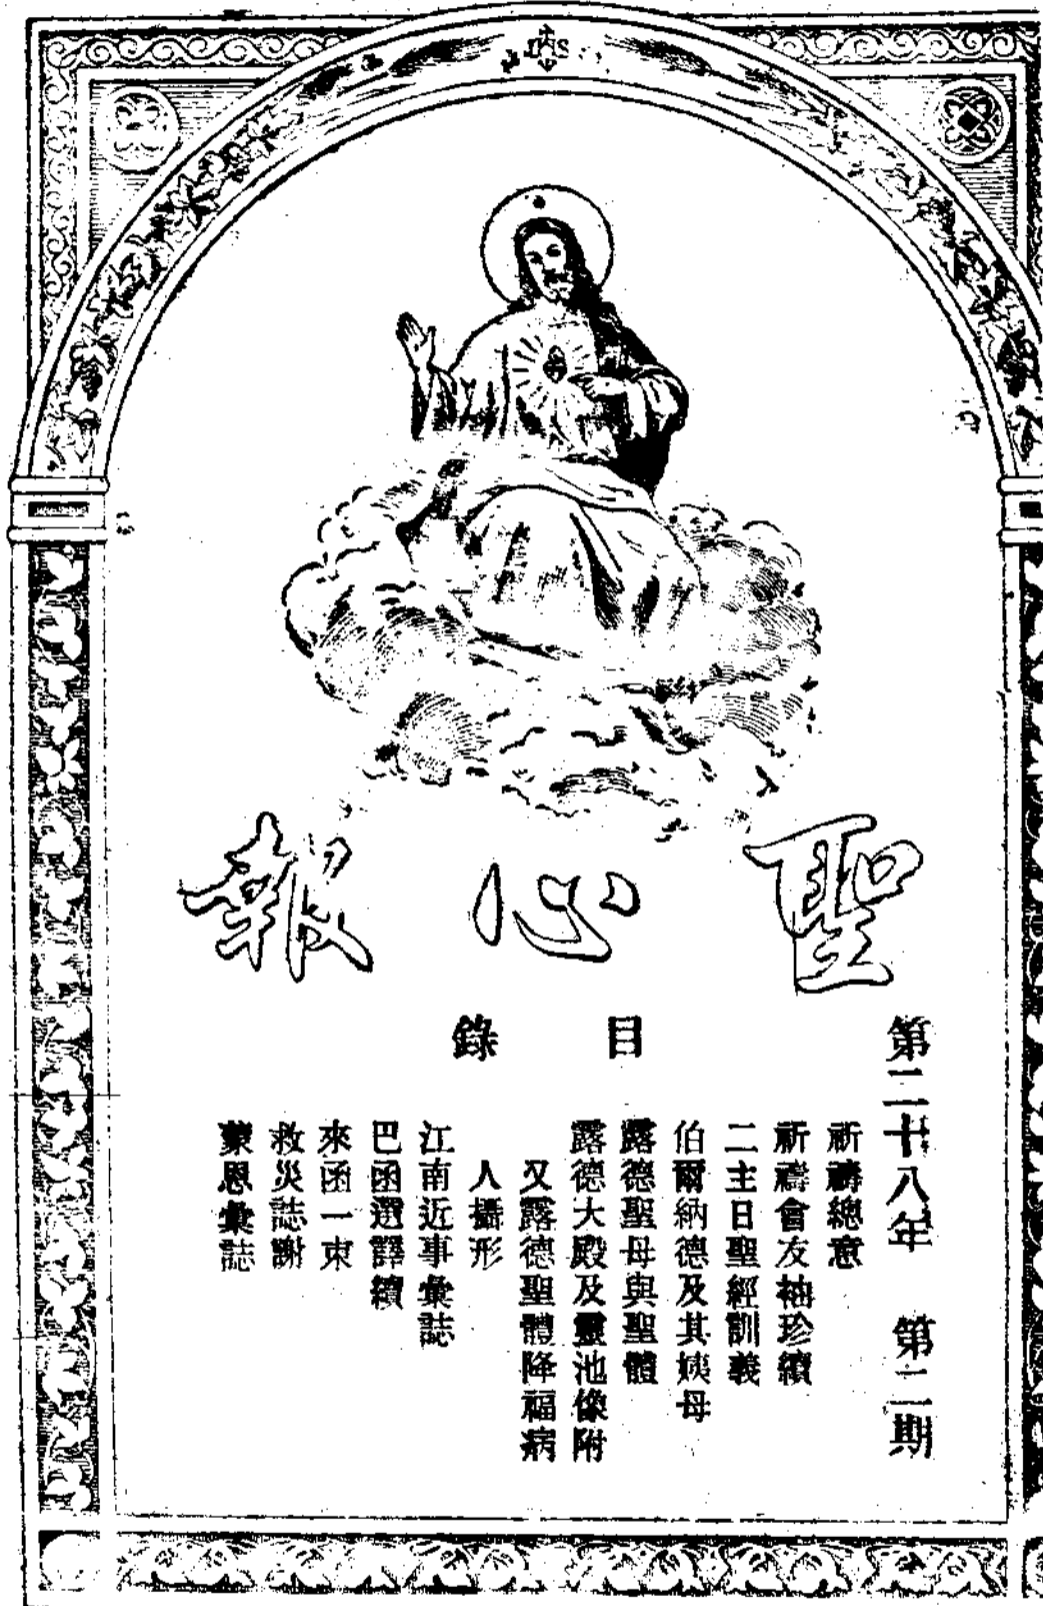 IHS
聖心報
第二十八年 第二期
目錄
祈禱總意
祈禱會友袖珍續
二主日聖經訓義
伯爾納德及其姨母
露德聖母與聖體
露德大殿及靈池像附
又露德聖體降福病
人攝形
江南近事彙誌
巴函選譯續
來函一束
救災誌謝
蒙恩彙誌